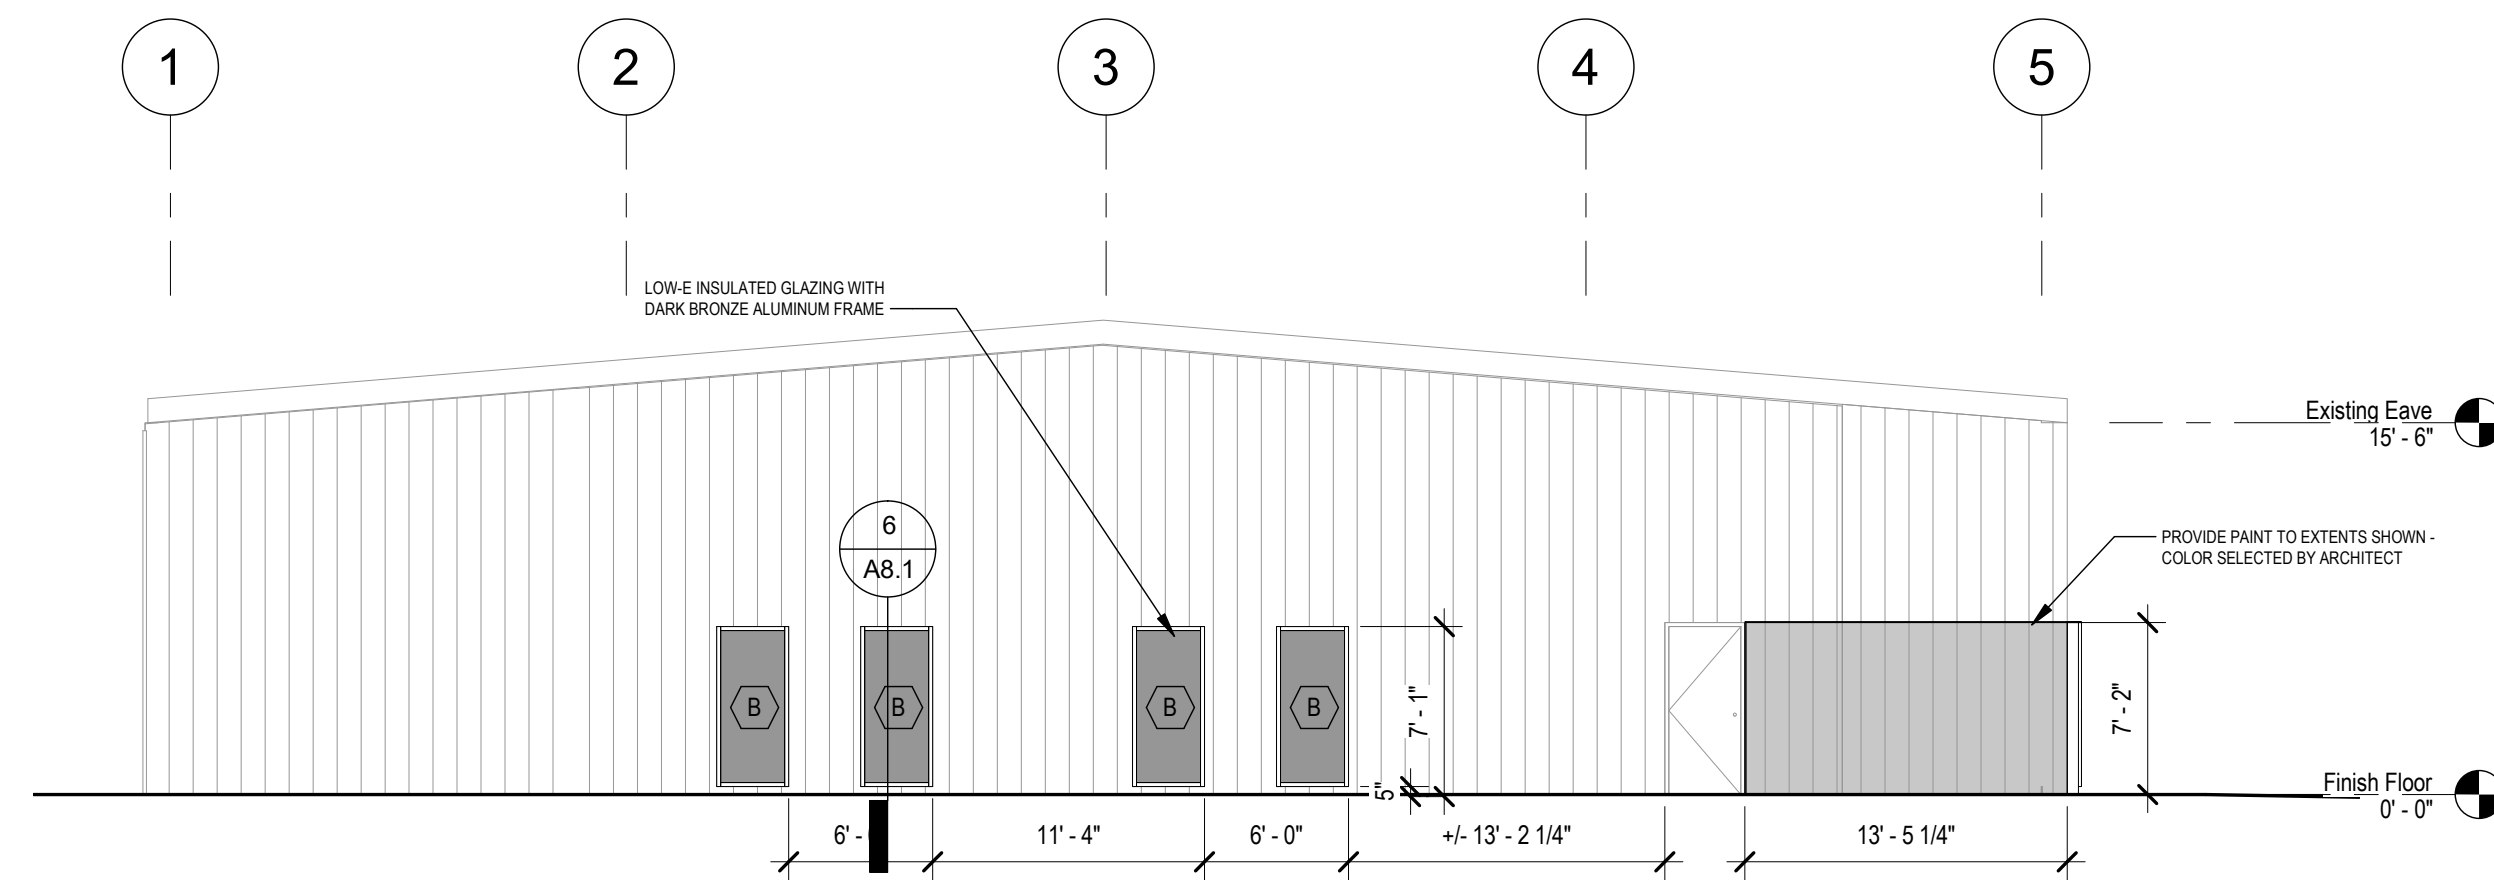 1
2
3
4
5
LOW-E INSULATED GLAZING WITH
DARK BRONZE ALUMINUM FRAME
Existing Eave
15' - 6"
6
A8.1
PROVIDE PAINT TO EXTENTS SHOWN -
COLOR SELECTED BY ARCHITECT
B
B
B
B
7' - 1"
7' - 2"
5"
Finish Floor
0' - 0"
6' -
11' - 4"
6' - 0"
+/- 13' - 2 1/4"
13' - 5 1/4"